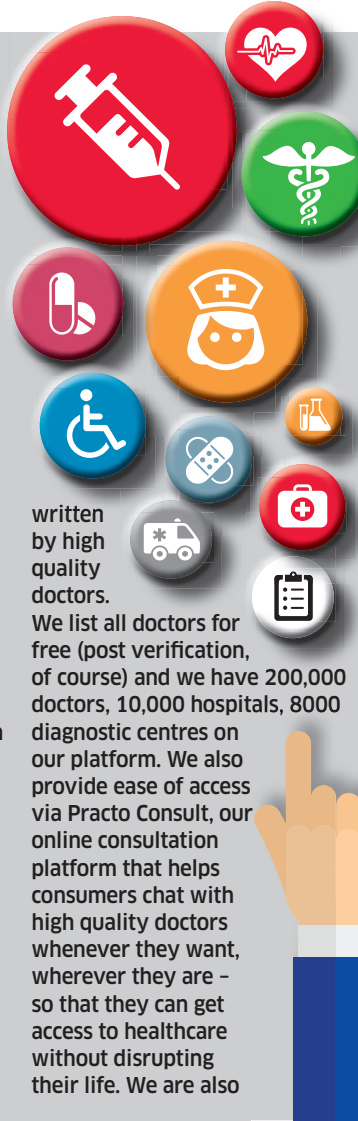 written
by high
quality
doctors.
We list all doctors for
free (post verification,
of course) and we have 200,000
doctors, 10,000 hospitals, 8000
diagnostic centres on
our platform. We also
provide ease of access
via Practo Consult, our
online consultation
platform that helps
consumers chat with
high quality doctors
whenever they want,
wherever they are –
so that they can get
access to healthcare
without disrupting
their life. We are also